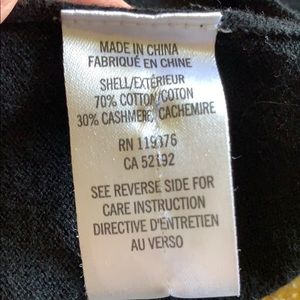 MADE IN CHINA
FABRIQUÉ EN CHINE
SHELL/EXTÉRIEUR
70% COTTON/COTON
30% CASHMERE, CACHEMIRE
RN 119376
CA 52192
SEE REVERSE SIDE FOR
CARE INSTRUCTION
DIRECTIVE D'ENTRETIEN
AU VERSO